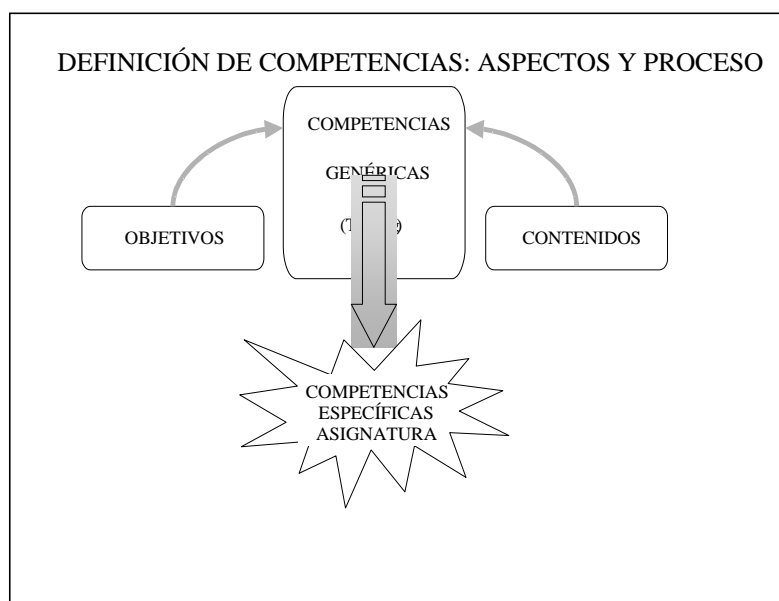 DEFINICIÓN DE COMPETENCIAS: ASPECTOS Y PROCESO
COMPETENCIAS
GENÉRICAS
OBJETIVOS
CONTENIDOS
COMPETENCIAS
ESPECÍFICAS
ASIGNATURA